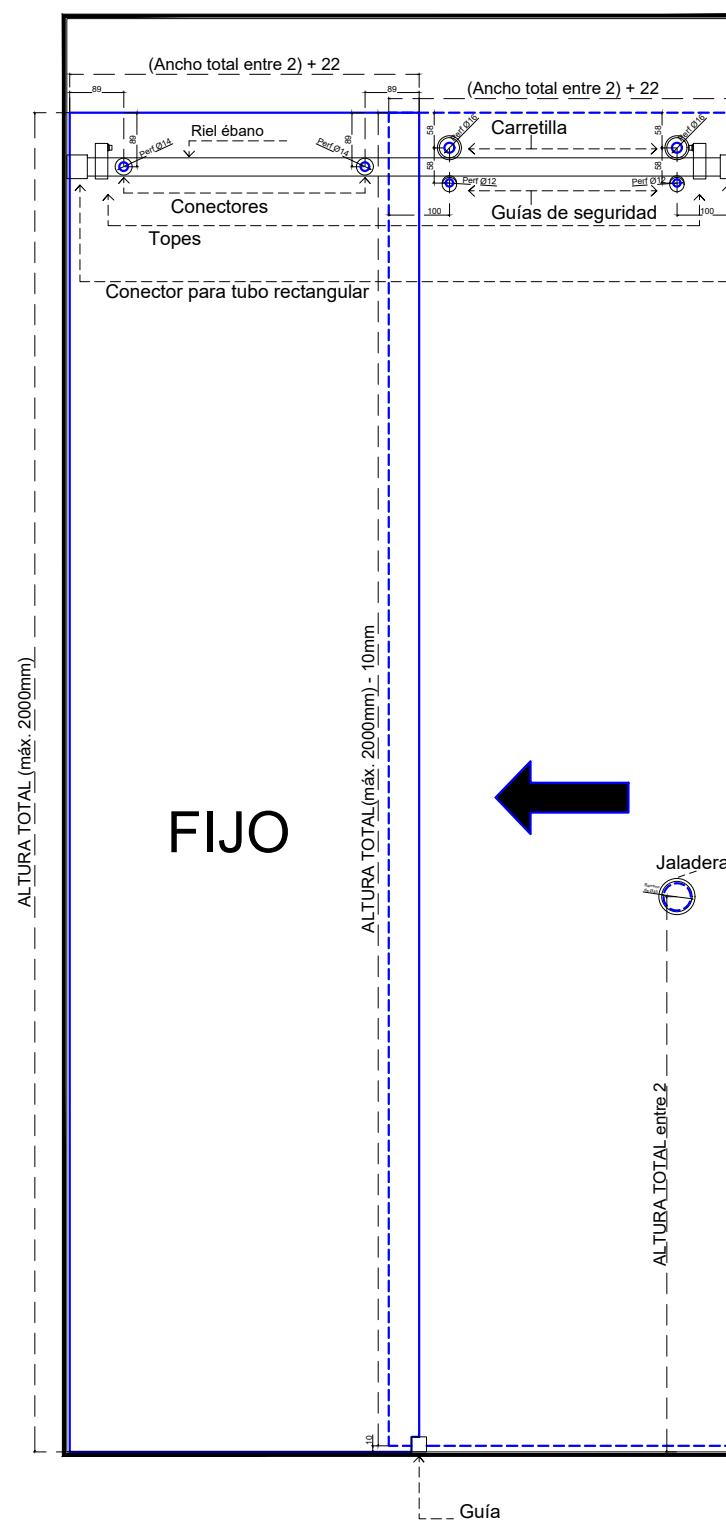 (Ancho total entre 2) + 22
(Ancho total entre 2) + 22
89
89
89
89
58
58
58
58
Perf Ø14
Perf Ø14
Perf Ø16
Perf Ø16
Riel ébano
Carretilla
Perf Ø12
Perf Ø12
Conectores
Guías de seguridad
100
100
Topes
Conector para tubo rectangular
ALTURA TOTAL (máx. 2000mm)
ALTURA TOTAL(máx. 2000mm) - 10mm
FIJO
Jaladera
ALTURA TOTAL entre 2
10
Guía